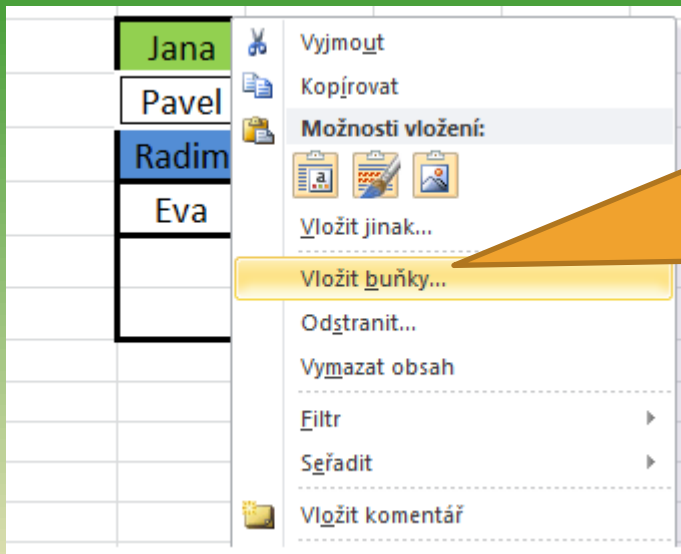 Jana
Pavel
Radim
Eva
Vyjmout
Kopírovat
Možnosti vložení:
a
Vložit jinak...
Vložit buňky...
Odstranit...
Vymazat obsah
Filtr
Seřadit
Vložit komentář